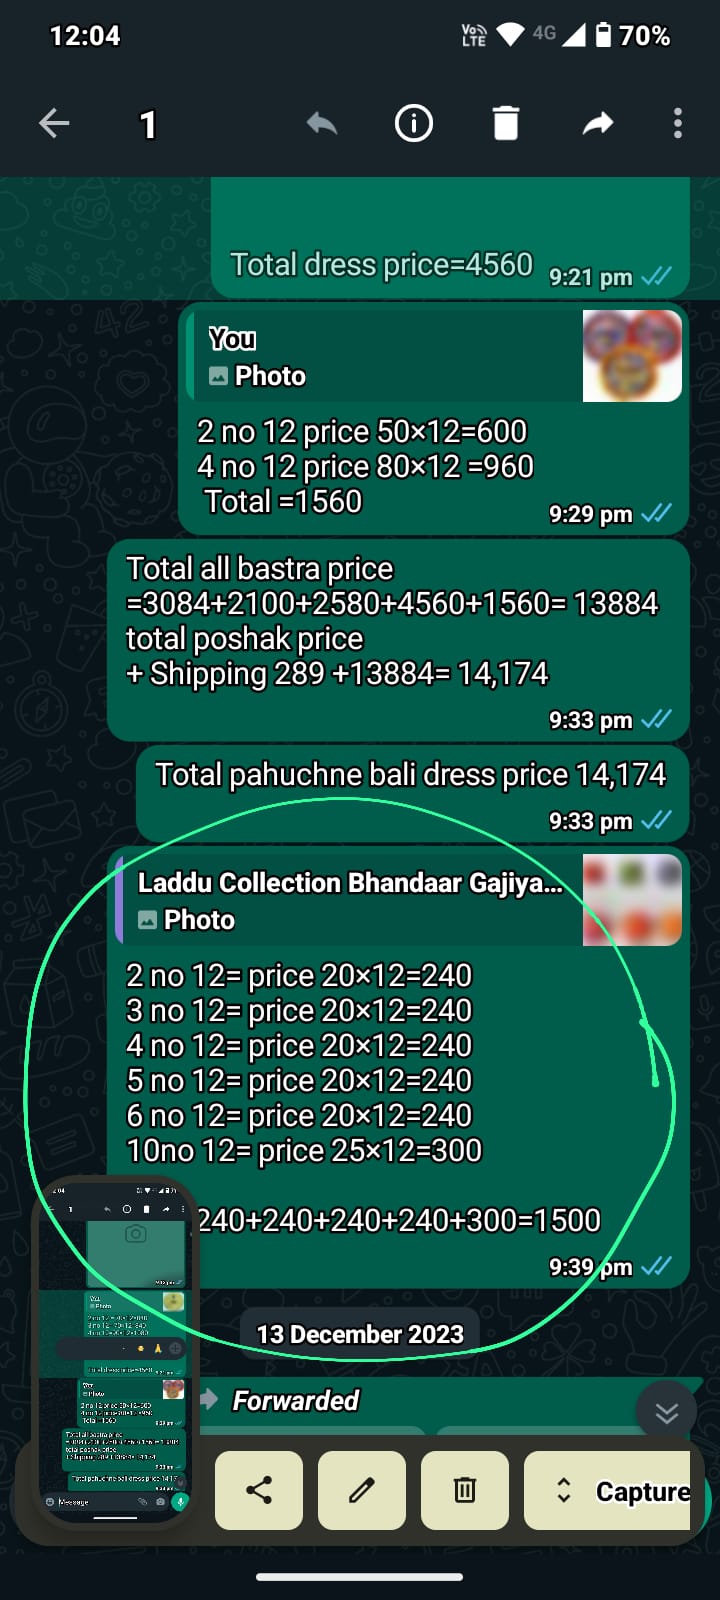 12:04
Vo)) LTE 4G 70%
1
Total dress price=4560 9:21 pm
You
Photo
2 no 12 price 50×12=600
4 no 12 price 80×12 =960
Total =1560
9:29 pm
Total all bastra price
=3084+2100+2580+4560+1560= 13884
total poshak price
+ Shipping 289 +13884= 14,174
9:33 pm
Total pahuchne bali dress price 14,174
9:33 pm
Laddu Collection Bhandaar Gajiya...
Photo
2 no 12= price 20×12=240
3 no 12= price 20×12=240
4 no 12= price 20×12=240
5 no 12= price 20×12=240
6 no 12= price 20×12=240
10no 12= price 25×12=300
240+240+240+240+300=1500
9:39 pm
13 December 2023
Forwarded
Message
Capture